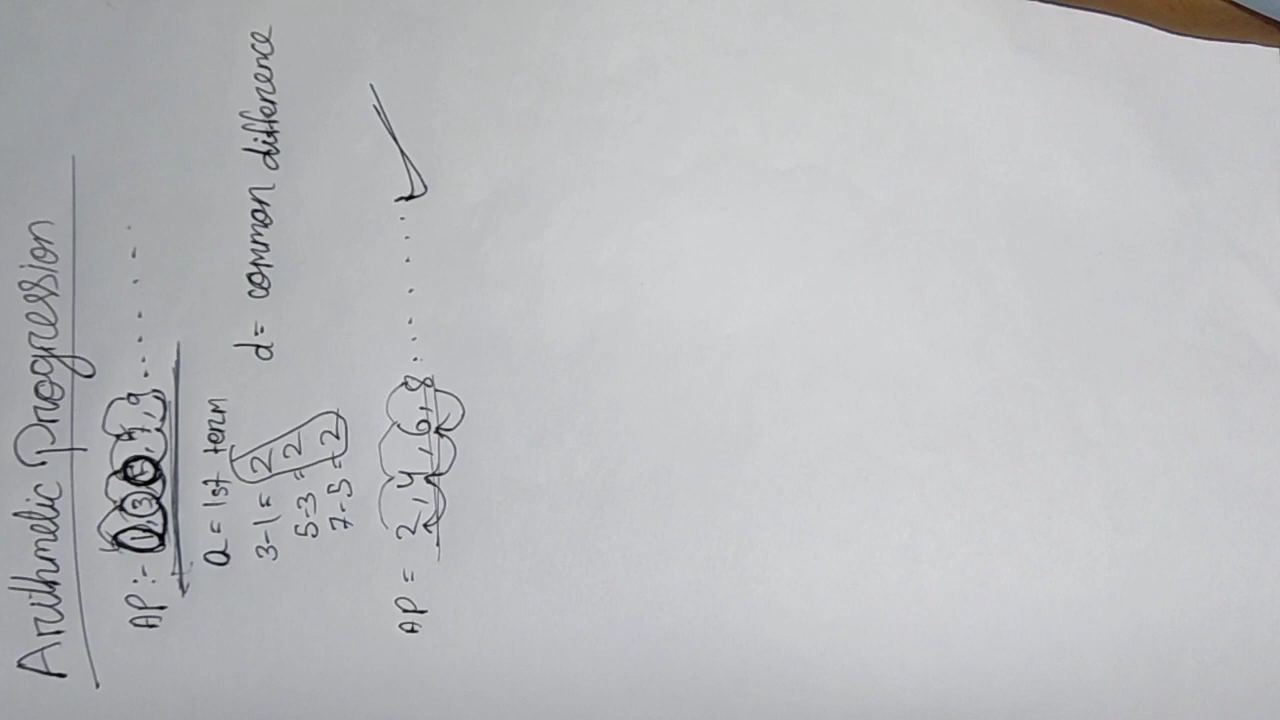 Arithmetic Progression
AP :- 1, 3, 5, 7, 9, . . . . . . .
a = 1st term
d = common difference
3-1 = 2
5-3 = 2
7-5 = 2
AP = 2, 4, 6, 8 . . . . . . .